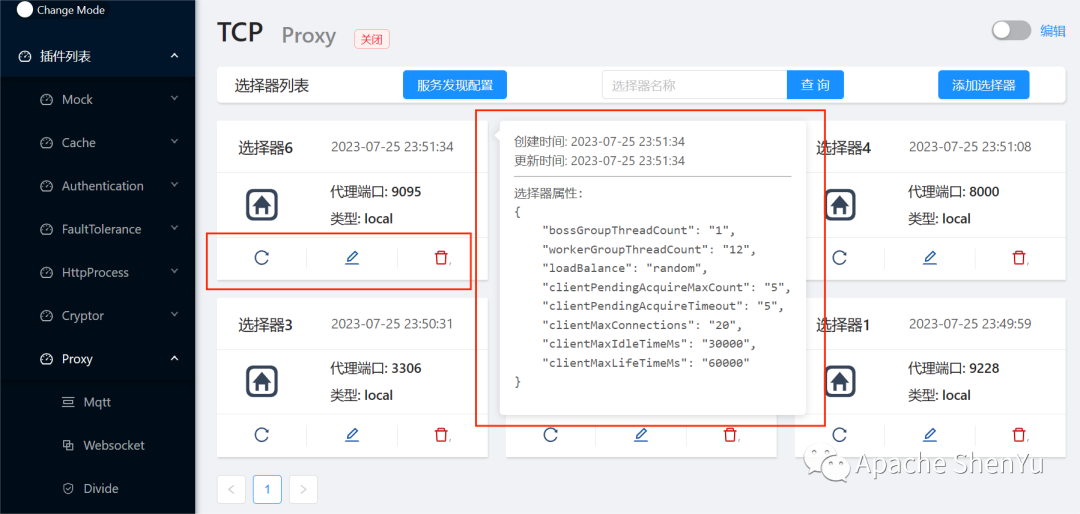 Change Mode
插件列表
Mock
Cache
Authentication
FaultTolerance
HttpProcess
Cryptor
Proxy
Mqtt
Websocket
Divide
TCP Proxy 关闭
编辑
选择器列表
服务发现配置
选择器名称
查 询
添加选择器
选择器6 2023-07-25 23:51:34
代理端口: 9095
类型: local
创建时间: 2023-07-25 23:51:34
更新时间: 2023-07-25 23:51:34
选择器属性:
{
"bossGroupThreadCount": "1",
"workerGroupThreadCount": "12",
"loadBalance": "random",
"clientPendingAcquireMaxCount": "5",
"clientPendingAcquireTimeout": "5",
"clientMaxConnections": "20",
"clientMaxIdleTimeMs": "30000",
"clientMaxLifeTimeMs": "60000"
}
选择器4 2023-07-25 23:51:08
代理端口: 8000
类型: local
选择器3 2023-07-25 23:50:31
代理端口: 3306
类型: local
选择器1 2023-07-25 23:49:59
代理端口: 9228
类型: local
< 1 >
Apache ShenYu